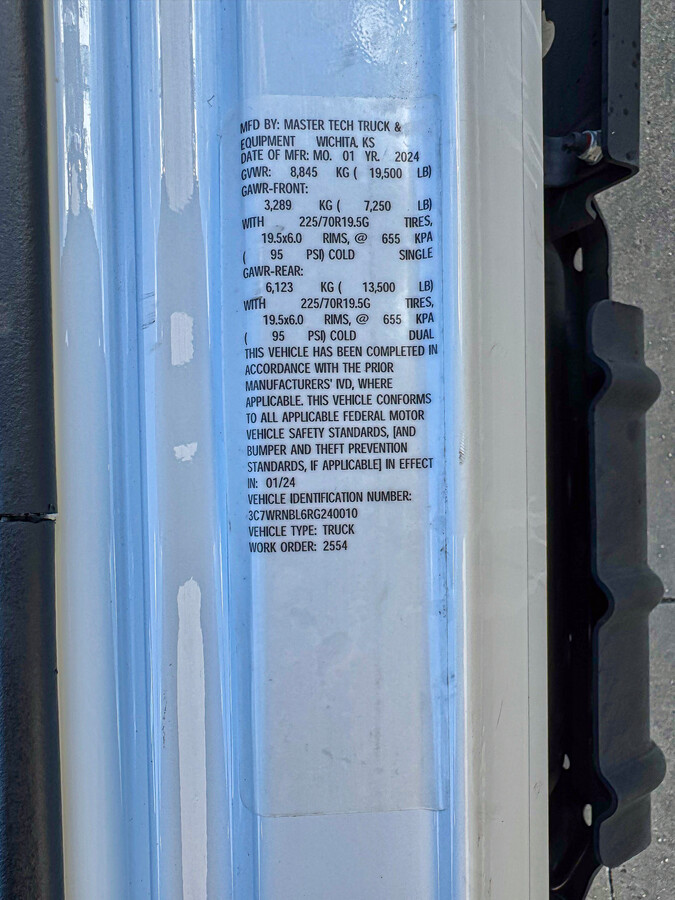 MFD BY: MASTER TECH TRUCK &
EQUIPMENT WICHITA, KS
DATE OF MFR: MO. 01 YR. 2024
GVWR: 8,845 KG ( 19,500 LB)
GAWR-FRONT:
3,289 KG ( 7,250 LB)
WITH 225/70R19.5G TIRES,
19.5x6.0 RIMS, @ 655 KPA
( 95 PSI) COLD SINGLE
GAWR-REAR:
6,123 KG ( 13,500 LB)
WITH 225/70R19.5G TIRES,
19.5x6.0 RIMS, @ 655 KPA
( 95 PSI) COLD DUAL
THIS VEHICLE HAS BEEN COMPLETED IN
ACCORDANCE WITH THE PRIOR
MANUFACTURERS' IVD, WHERE
APPLICABLE. THIS VEHICLE CONFORMS
TO ALL APPLICABLE FEDERAL MOTOR
VEHICLE SAFETY STANDARDS, [AND
BUMPER AND THEFT PREVENTION
STANDARDS, IF APPLICABLE] IN EFFECT
IN: 01/24
VEHICLE IDENTIFICATION NUMBER:
3C7WRNBL6RG240010
VEHICLE TYPE: TRUCK
WORK ORDER: 2554